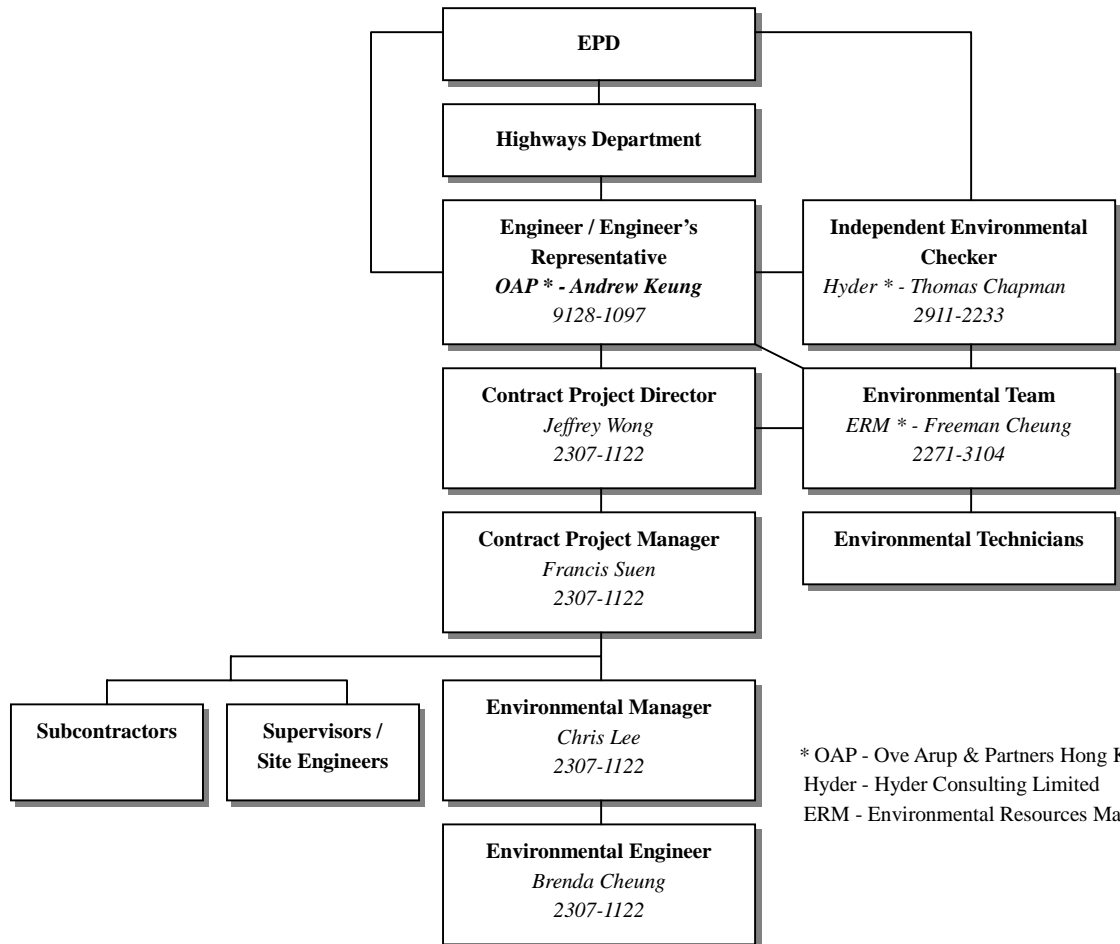 EPD
Highways Department
Engineer / Engineer's
Representative
OAP * - Andrew Keung
9128-1097
Independent Environmental
Checker
Hyder * - Thomas Chapman
2911-2233
Contract Project Director
Jeffrey Wong
2307-1122
Environmental Team
ERM * - Freeman Cheung
2271-3104
Contract Project Manager
Francis Suen
2307-1122
Environmental Technicians
Subcontractors
Supervisors /
Site Engineers
Environmental Manager
Chris Lee
2307-1122
* OAP - Ove Arup & Partners Hong
Hyder - Hyder Consulting Limited
ERM - Environmental Resources
Environmental Engineer
Brenda Cheung
2307-1122